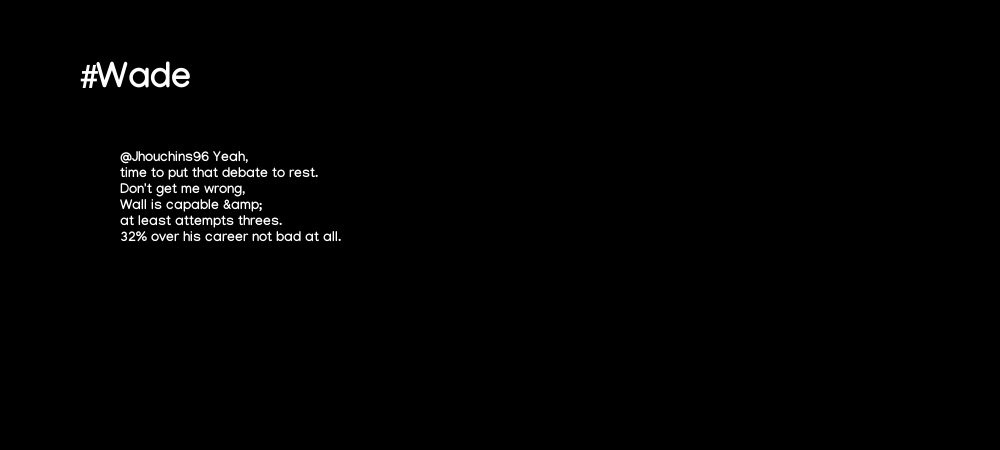 #Wade
@Jhouchins96 Yeah,
time to put that debate to rest.
Don't get me wrong,
Wall is capable &amp;
at least attempts threes.
32% over his career not bad at all.